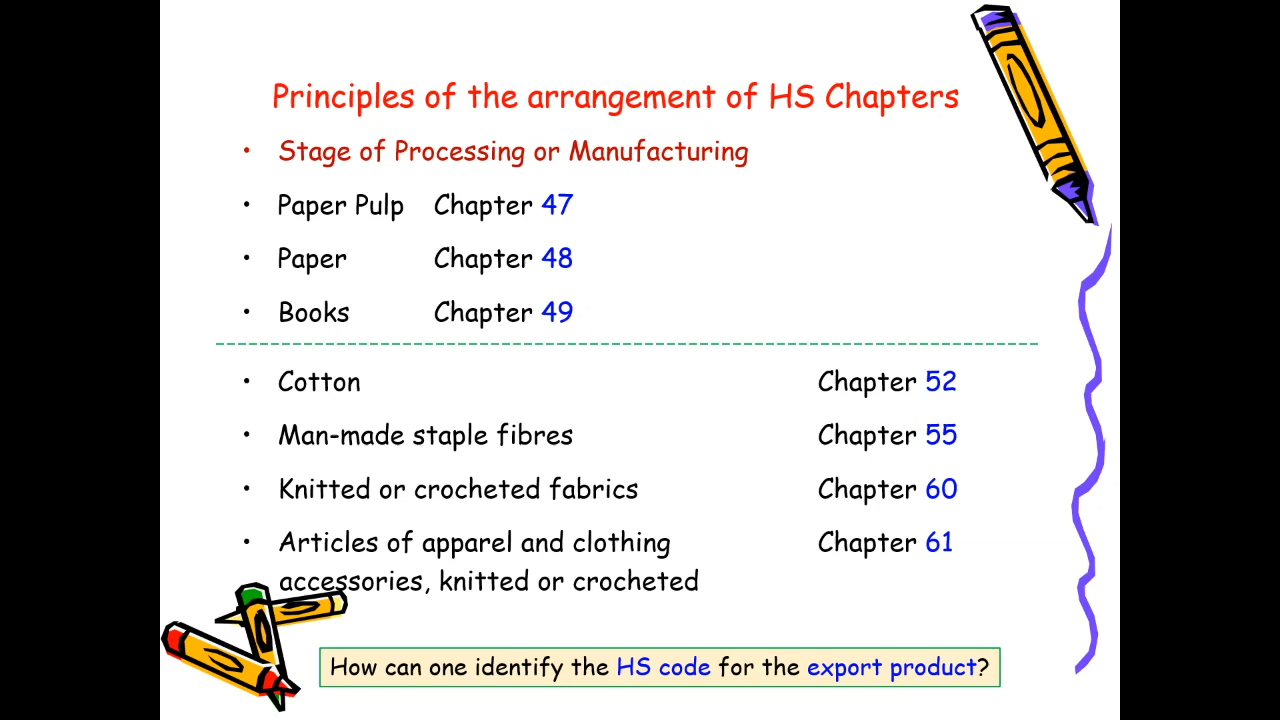 Principles of the arrangement of HS Chapters
• Stage of Processing or Manufacturing
• Paper Pulp Chapter 47
• Paper Chapter 48
• Books Chapter 49
• Cotton Chapter 52
• Man-made staple fibres Chapter 55
• Knitted or crocheted fabrics Chapter 60
• Articles of apparel and clothing Chapter 61
accessories, knitted or crocheted
How can one identify the HS code for the export product?